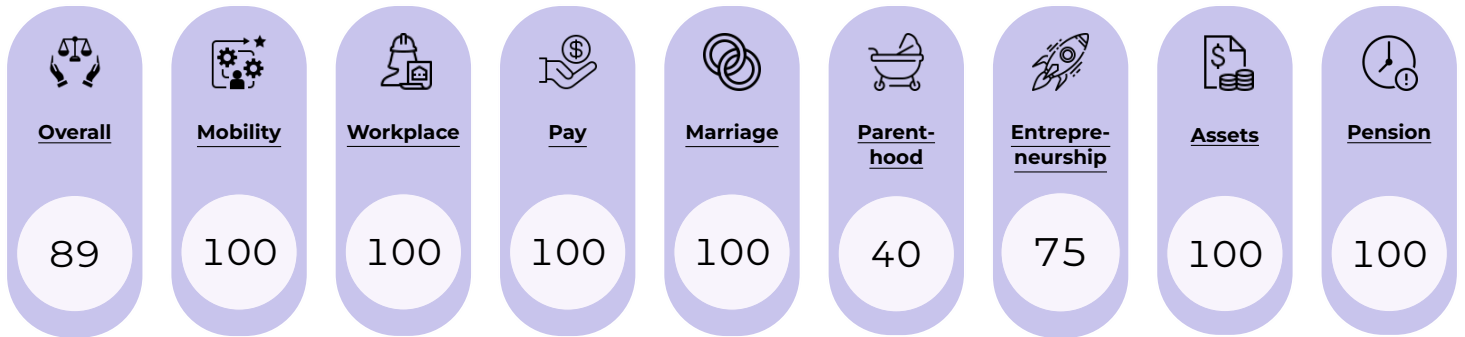 Overall
Mobility
Workplace
Pay
Marriage
Parent-
hood
Entrepre-
neurship
Assets
Pension
89
100
100
100
100
40
75
100
100